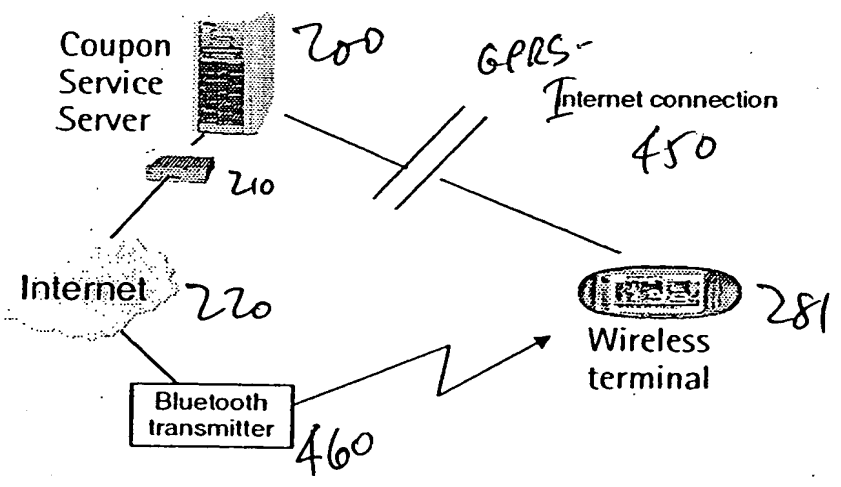 Coupon
Service
Server
200
GPRS-
Internet connection
450
210
Internet
220
281
Wireless
terminal
Bluetooth
transmitter
460